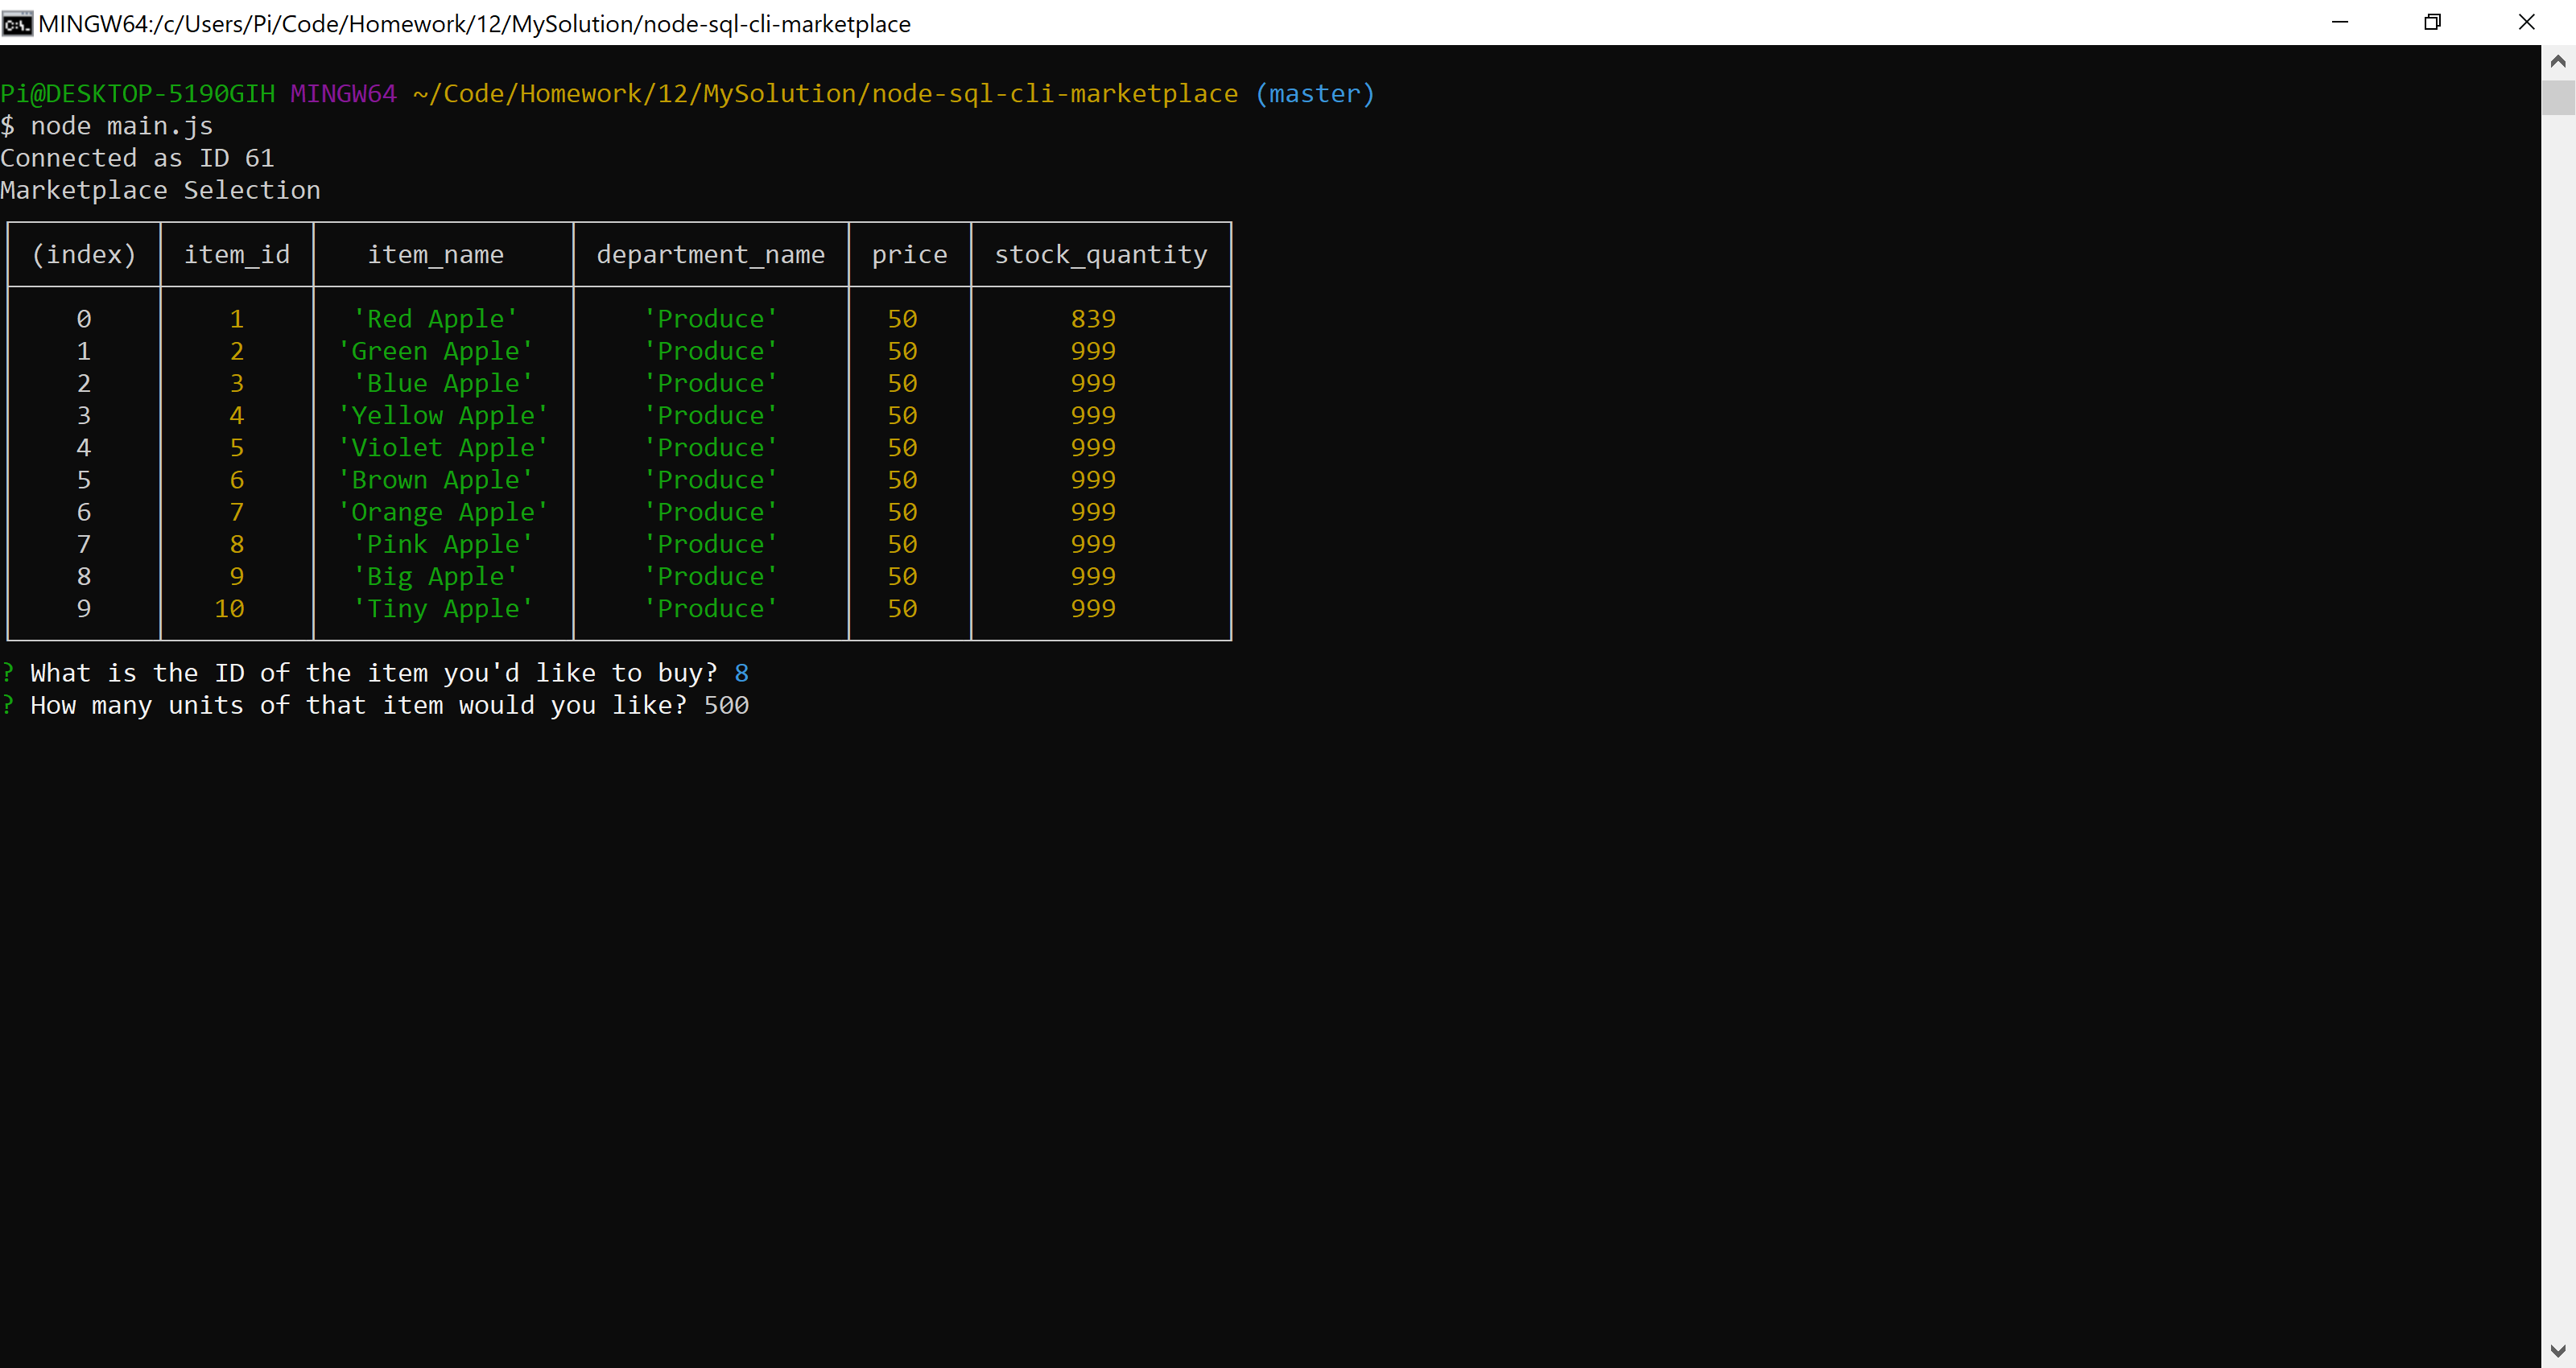 MINGW64:/c/Users/Pi/Code/Homework/12/MySolution/node-sql-cli-marketplace
Pi@DESKTOP-5190GIH MINGW64 ~/Code/Homework/12/MySolution/node-sql-cli-marketplace (master)
$ node main.js
Connected as ID 61
Marketplace Selection
(index) item_id item_name department_name price stock_quantity
0 1 'Red Apple' 'Produce' 50 839
1 2 'Green Apple' 'Produce' 50 999
2 3 'Blue Apple' 'Produce' 50 999
3 4 'Yellow Apple' 'Produce' 50 999
4 5 'Violet Apple' 'Produce' 50 999
5 6 'Brown Apple' 'Produce' 50 999
6 7 'Orange Apple' 'Produce' 50 999
7 8 'Pink Apple' 'Produce' 50 999
8 9 'Big Apple' 'Produce' 50 999
9 10 'Tiny Apple' 'Produce' 50 999
? What is the ID of the item you'd like to buy? 8
? How many units of that item would you like? 500